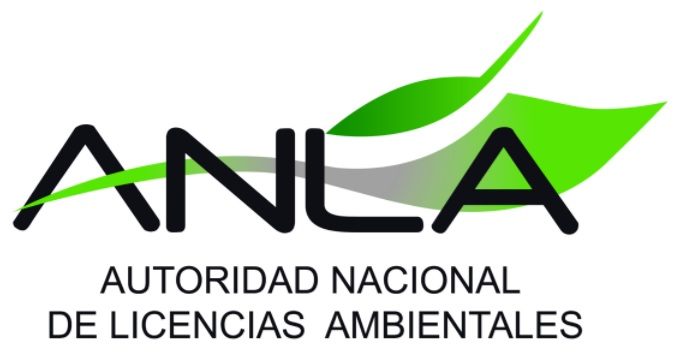 ANLA
AUTORIDAD NACIONAL
DE LICENCIAS AMBIENTALES